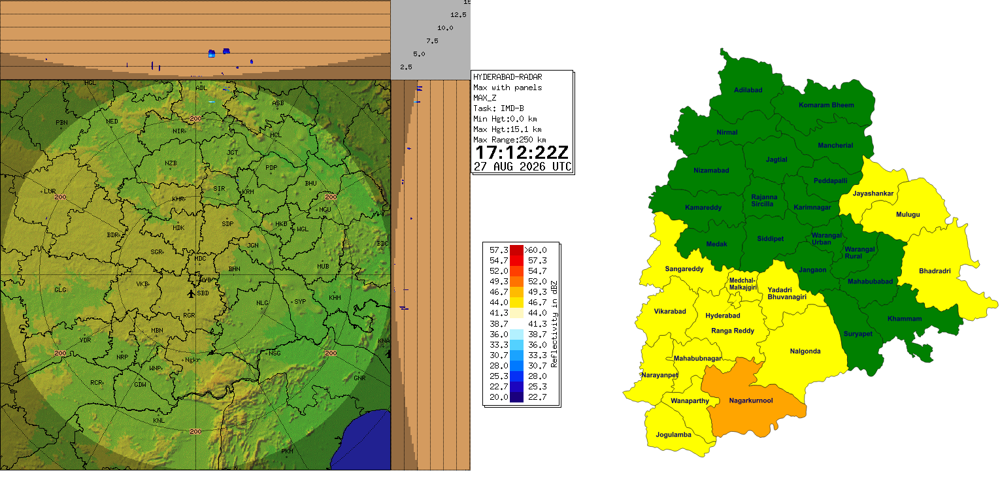 15
12.5
10.0
7.5
5.0
2.5
HYDERABAD-RADAR
Max with panels
MAX_Z
Task: IMD-B
Min Hgt:0.0 km
Max Hgt:15.1 km
Max Range:250 km
17:12:22Z
27 AUG 2026 UTC
HGL
ADL
ASB
PBN
NED
200
NIR
MCL
JGT
NZB
PDP
BHU
LUR
200
SIR
KRM
200
KHR
MGU
MDK
SDP
HKD
WGL
BDR
SGR
JGN
BDC
MDC
BHN
MUB
HYD
VKB
GLG
SBD
KHM
NLG
SYP
RGR
MBN
YDR
KNA
200
NRP
Ngkr
NSG
200
WNP
RCR
GDW
GNR
KNL
200
PKM
57.3 >60.0
54.7 57.3
52.0 54.7
49.3 52.0
46.7 49.3
44.0 46.7
41.3 44.0
38.7 41.3
36.0 38.7
33.3 36.0
30.7 33.3
28.0 30.7
25.3 28.0
22.7 25.3
20.0 22.7
Reflectivity in dBZ
Adilabad
Komaram Bheem
Nirmal
Mancherial
Jagtial
Nizamabad
Peddapalli
Jayashankar
Rajanna
Sircilla
Kamareddy
Karimnagar
Mulugu
Siddipet
Warangal
Urban
Medak
Warangal
Rural
Sangareddy
Jangaon
Bhadradri
Medchal-
Malkajgiri
Mahabubabad
Yadadri
Bhuvanagiri
Vikarabad
Hyderabad
Khammam
Ranga Reddy
Suryapet
Nalgonda
Mahabubnagar
Narayanpet
Wanaparthy
Nagarkurnool
Jogulamba